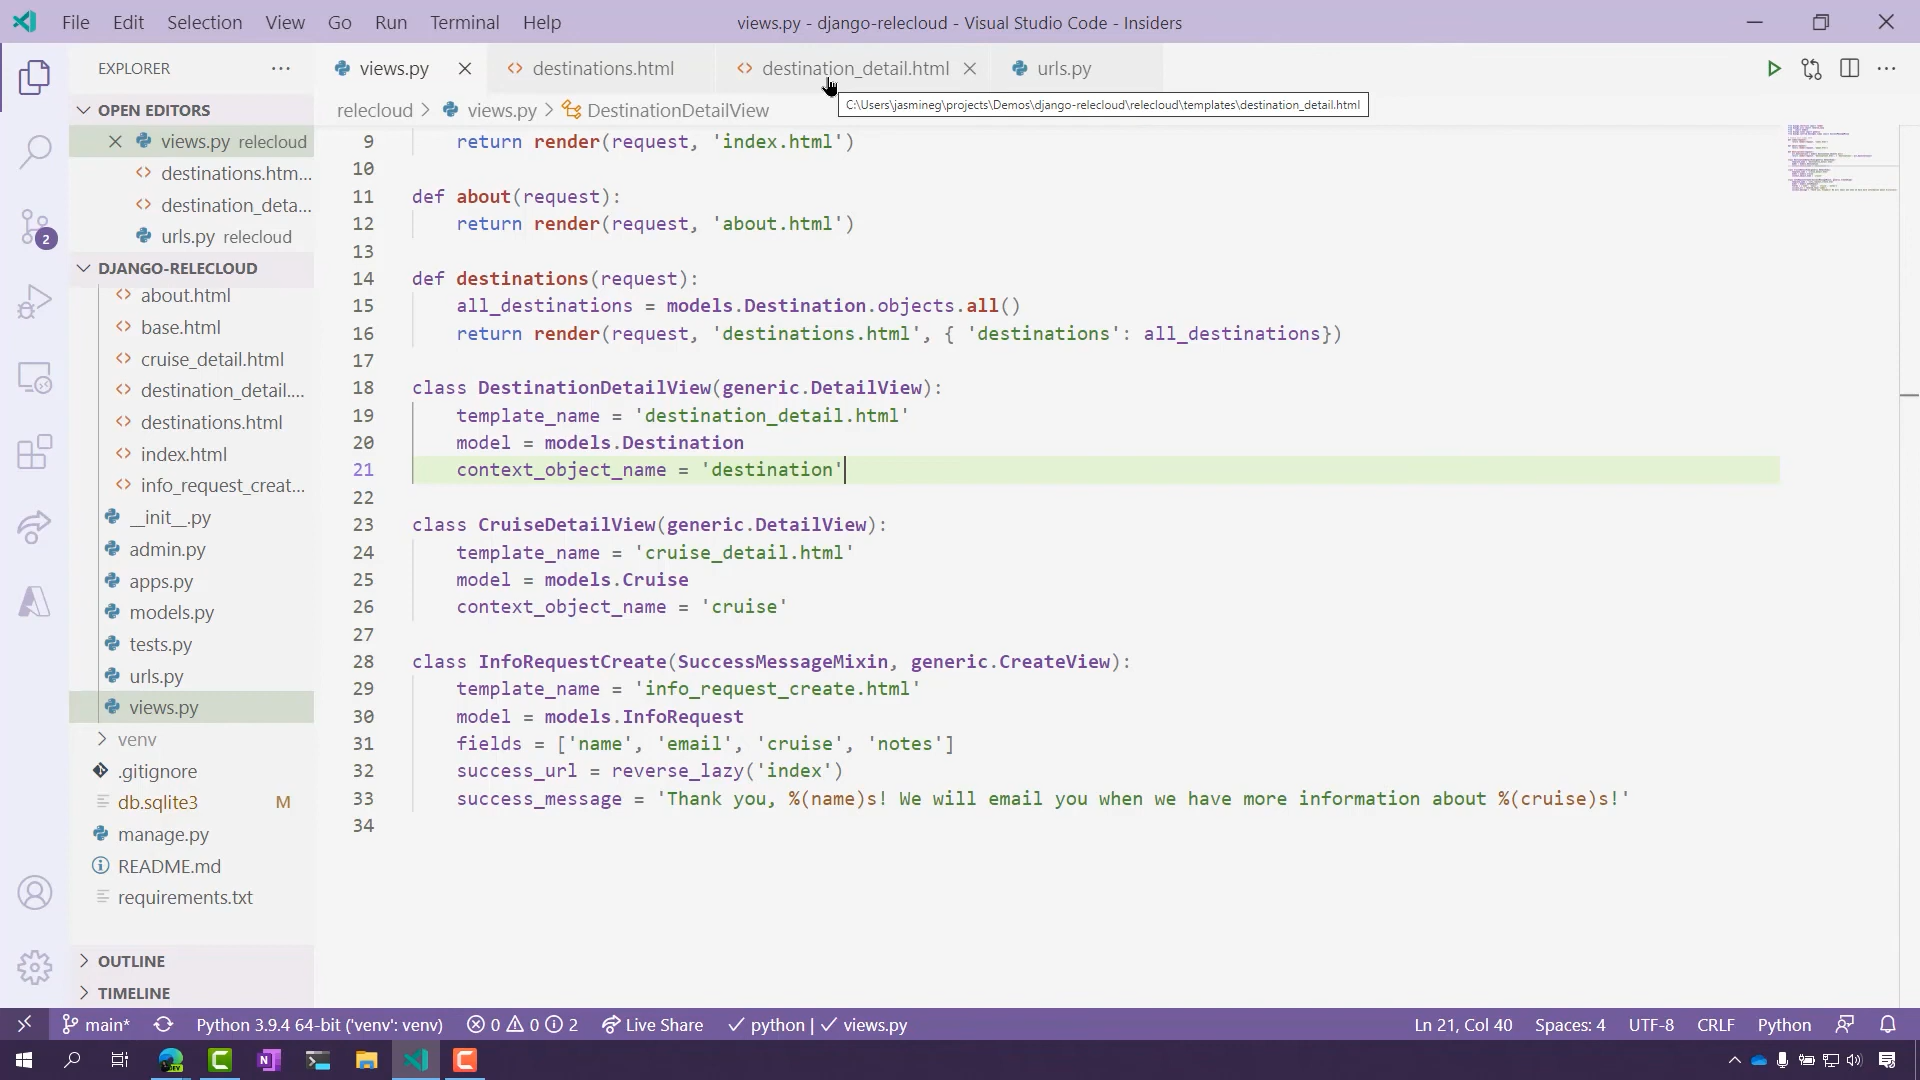 File Edit Selection View Go Run Terminal Help
views.py - django-relecloud - Visual Studio Code - Insiders
EXPLORER
views.py
destinations.html
destination_detail.html
urls.py
C:\Users\jasmineg\projects\Demos\django-relecloud\relecloud\templates\destination_detail.html
relecloud > views.py > DestinationDetailView
OPEN EDITORS
views.py relecloud
destinations.htm...
destination_deta...
urls.py relecloud
DJANGO-RELECLOUD
about.html
base.html
cruise_detail.html
destination_detail....
destinations.html
index.html
info_request_creat...
__init__.py
admin.py
apps.py
models.py
tests.py
urls.py
views.py
venv
.gitignore
db.sqlite3 M
manage.py
README.md
requirements.txt
OUTLINE
TIMELINE
2
9 return render(request, 'index.html')
10
11 def about(request):
12 return render(request, 'about.html')
13
14 def destinations(request):
15 all_destinations = models.Destination.objects.all()
16 return render(request, 'destinations.html', { 'destinations': all_destinations})
17
18 class DestinationDetailView(generic.DetailView):
19 template_name = 'destination_detail.html'
20 model = models.Destination
21 context_object_name = 'destination'
22
23 class CruiseDetailView(generic.DetailView):
24 template_name = 'cruise_detail.html'
25 model = models.Cruise
26 context_object_name = 'cruise'
27
28 class InfoRequestCreate(SuccessMessageMixin, generic.CreateView):
29 template_name = 'info_request_create.html'
30 model = models.InfoRequest
31 fields = ['name', 'email', 'cruise', 'notes']
32 success_url = reverse_lazy('index')
33 success_message = 'Thank you, %(name)s! We will email you when we have more information about %(cruise)s!'
34
main* Python 3.9.4 64-bit ('venv': venv) 0 0 2 Live Share python | views.py Ln 21, Col 40 Spaces: 4 UTF-8 CRLF Python